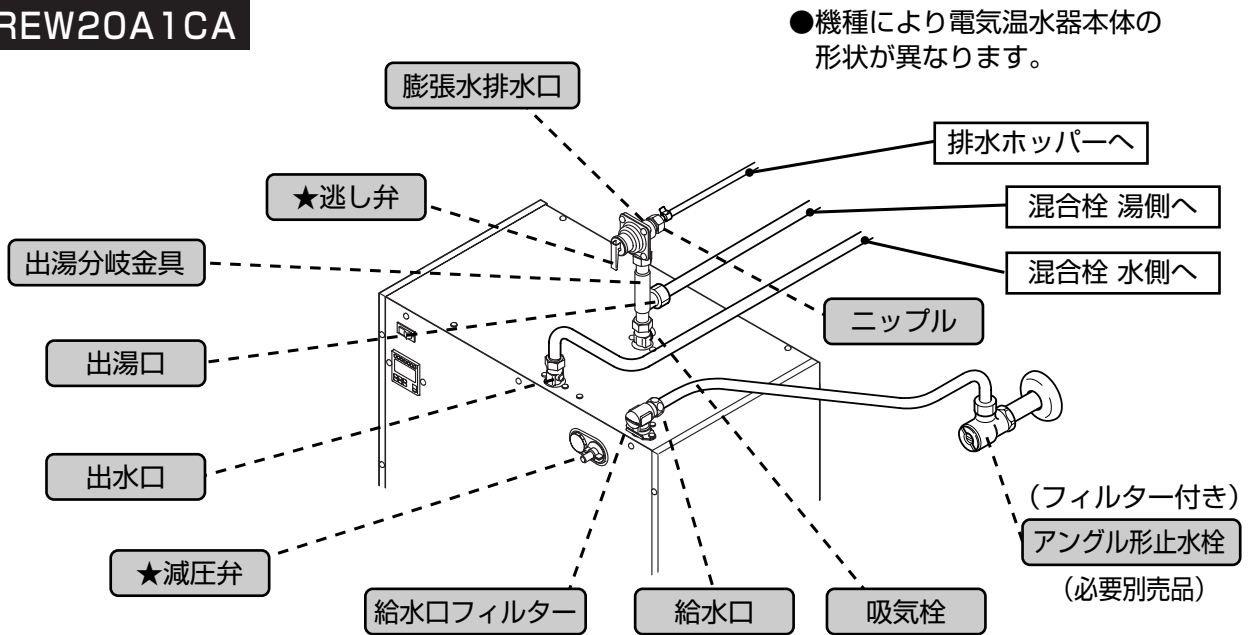 REW20A1CA
●機種により電気温水器本体の
形状が異なります。
膨張水排水口
排水ホッパーへ
★逃し弁
混合栓 湯側へ
出湯分岐金具
混合栓 水側へ
ニップル
出湯口
出水口
（フィルター付き）
アングル形止水栓
（必要別売品）
★減圧弁
給水口フィルター
給水口
吸気栓